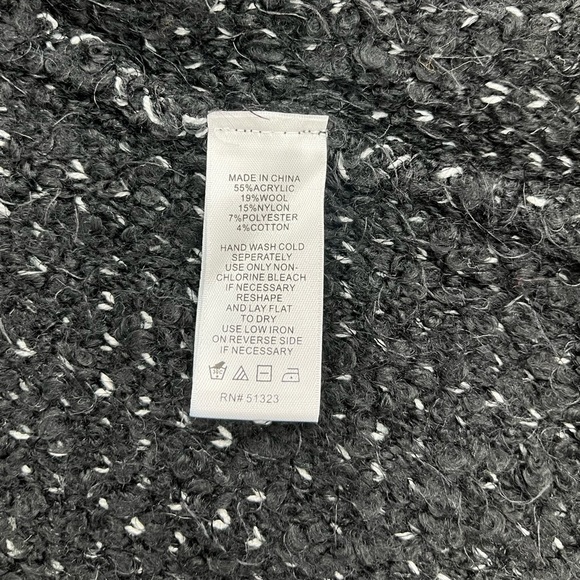 MADE IN CHINA
55%ACRYLIC
19%WOOL
15%NYLON
7%POLYESTER
4%COTTON
HAND WASH COLD
SEPERATELY
USE ONLY NON-
CHLORINE BLEACH
IF NECESSARY
RESHAPE
AND LAY FLAT
TO DRY
USE LOW IRON
ON REVERSE SIDE
IF NECESSARY
RN# 51323